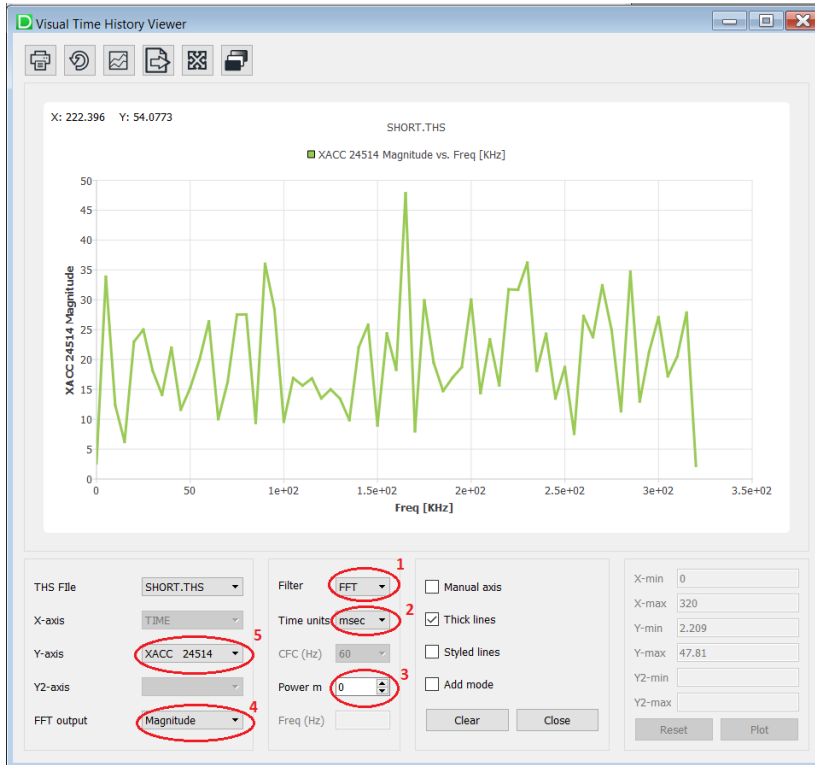 Visual Time History Viewer
X: 222.396 Y: 54.0773
SHORT.THS
XACC 24514 Magnitude vs. Freq [KHz]
50
45
40
35
30
25
20
15
10
5
0
XACC 24514 Magnitude
0 50 1e+02 1.5e+02 2e+02 2.5e+02 3e+02 3.5e+02
Freq [KHz]
THS FIle SHORT.THS
X-axis TIME
5
Y-axis XACC 24514
Y2-axis
4
FFT output Magnitude
1
Filter FFT
2
Time units msec
CFC (Hz) 60
3
Power m 0
Freq (Hz)
Manual axis
Thick lines
Styled lines
Add mode
Clear Close
X-min 0
X-max 320
Y-min 2.209
Y-max 47.81
Y2-min
Y2-max
Reset Plot